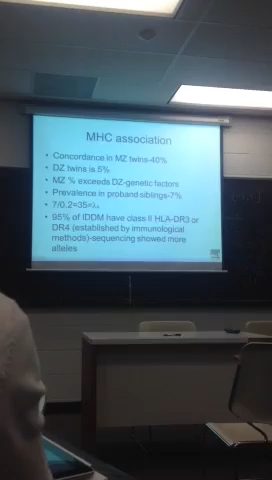 MHC association
• Concordance in MZ twins-40%
• DZ twins is 5%
• MZ % exceeds DZ-genetic factors
• Prevalence in proband siblings-7%
• 7/0.2=35=λₛ
• 95% of IDDM have class II HLA-DR3 or
DR4 (established by immunological
methods)-sequencing showed more
alleles